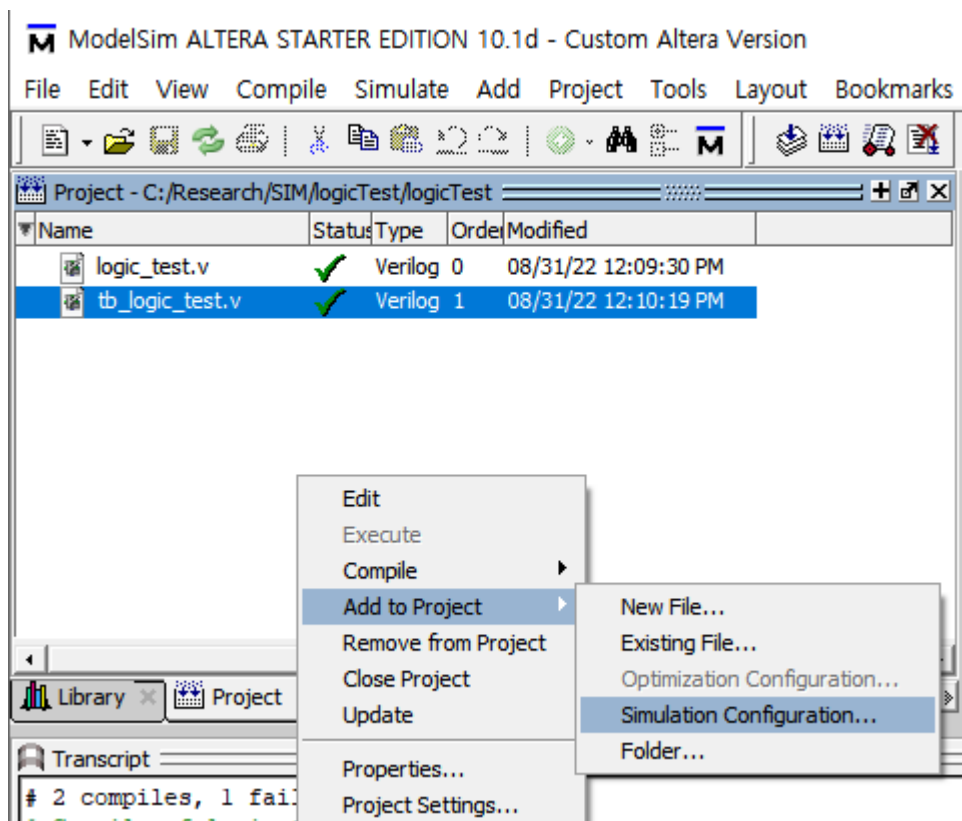 ModelSim ALTERA STARTER EDITION 10.1d - Custom Altera Version
File Edit View Compile Simulate Add Project Tools Layout Bookmarks
Project - C:/Research/SIM/logicTest/logicTest
Name Status Type Order Modified
logic_test.v Verilog 0 08/31/22 12:09:30 PM
tb_logic_test.v Verilog 1 08/31/22 12:10:19 PM
Edit
Execute
Compile
Add to Project
Remove from Project
Close Project
Update
Properties...
Project Settings...
New File...
Existing File...
Optimization Configuration...
Simulation Configuration...
Folder...
Library Project
Transcript
# 2 compiles, 1 fail